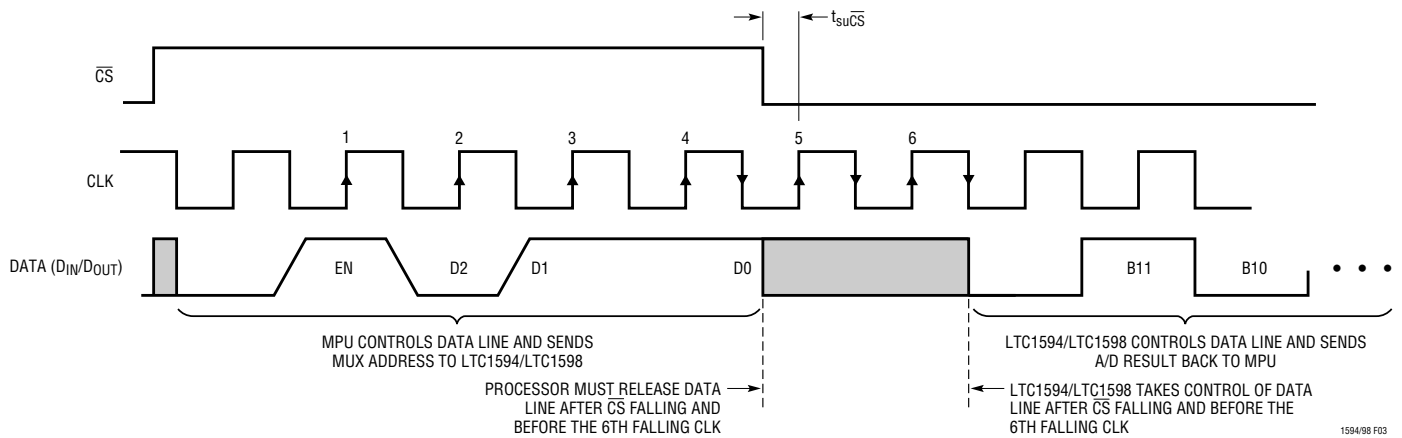 tsuCS
CS
1 2 3 4 5 6
CLK
DATA (DIN/DOUT)
EN D2 D1 D0 B11 B10 • • •
MPU CONTROLS DATA LINE AND SENDS
MUX ADDRESS TO LTC1594/LTC1598
LTC1594/LTC1598 CONTROLS DATA LINE AND SENDS
A/D RESULT BACK TO MPU
PROCESSOR MUST RELEASE DATA
LINE AFTER CS FALLING AND
BEFORE THE 6TH FALLING CLK
LTC1594/LTC1598 TAKES CONTROL OF DATA
LINE AFTER CS FALLING AND BEFORE THE
6TH FALLING CLK
1594/98 F03